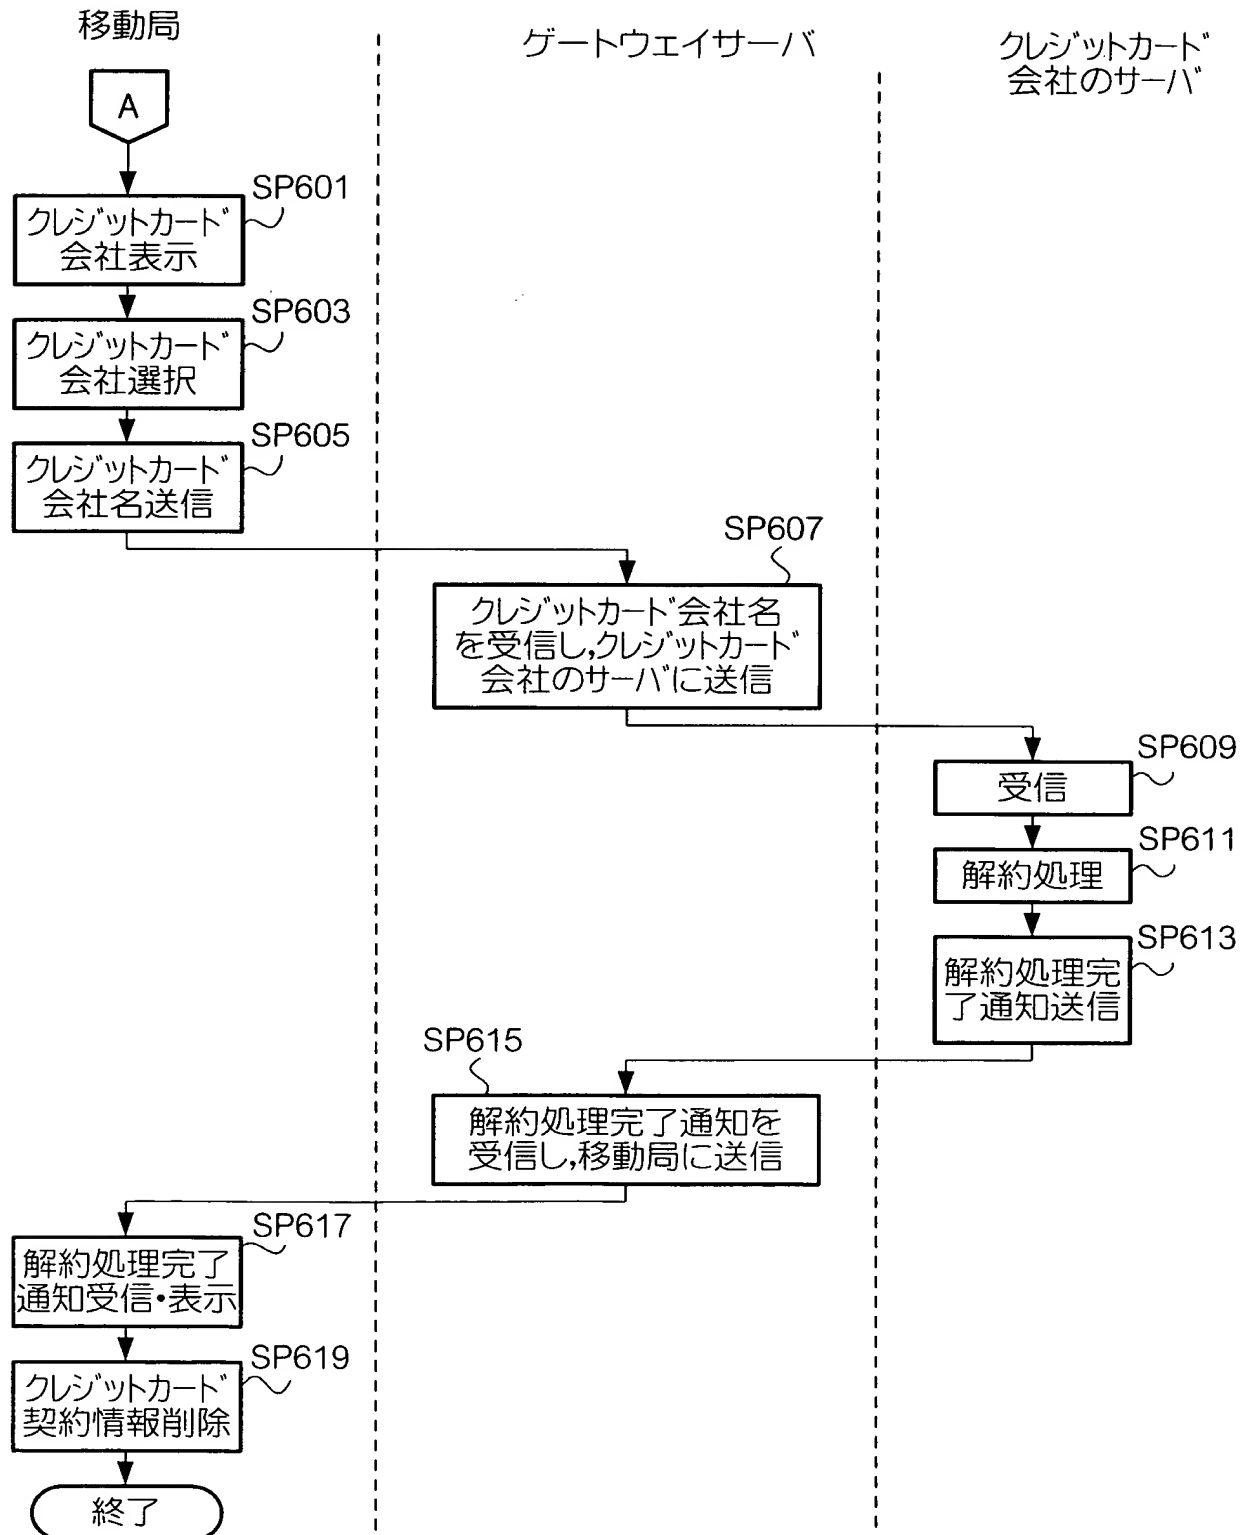 移動局
ゲートウェイサーバ
クレジットカード
会社のサーバ
A
SP601
クレジットカード
会社表示
SP603
クレジットカード
会社選択
SP605
クレジットカード
会社名送信
SP607
クレジットカード会社名
を受信し,クレジットカード
会社のサーバに送信
SP609
受信
SP611
解約処理
SP613
解約処理完
了通知送信
SP615
解約処理完了通知を
受信し,移動局に送信
SP617
解約処理完了
通知受信・表示
SP619
クレジットカード
契約情報削除
終了